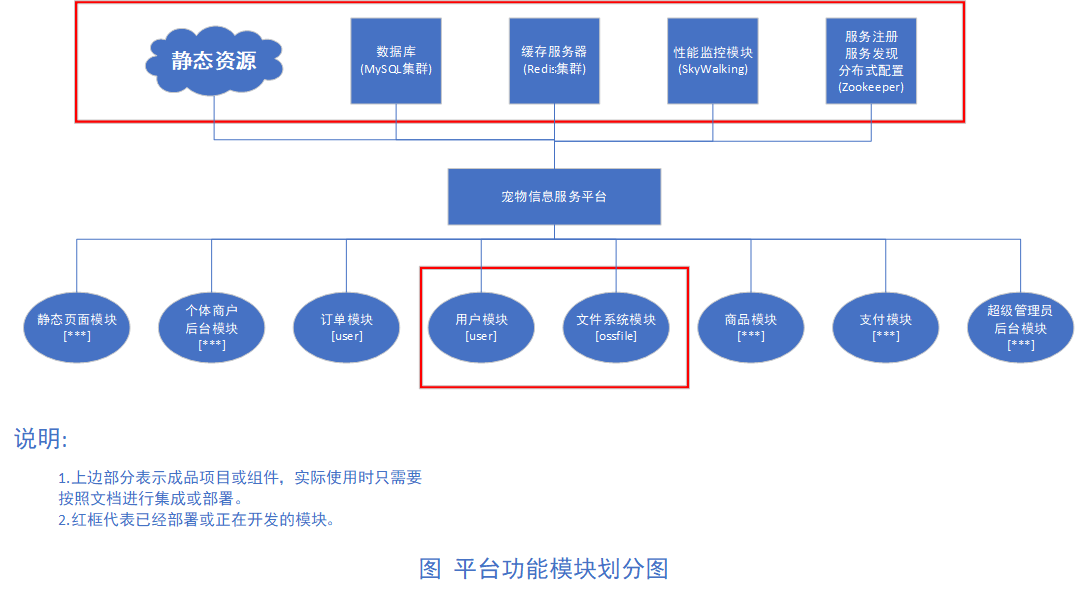 静态资源
数据库
(MySQL集群)
缓存服务器
(Redis集群)
性能监控模块
(SkyWalking)
服务注册
服务发现
分布式配置
(Zookeeper)
宠物信息服务平台
静态页面模块
[***]
个体商户
后台模块
[***]
订单模块
[user]
用户模块
[user]
文件系统模块
[ossfile]
商品模块
[***]
支付模块
[***]
超级管理员
后台模块
[***]
说明:
1.上边部分表示成品项目或组件，实际使用时只需要
按照文档进行集成或部署。
2.红框代表已经部署或正在开发的模块。
图 平台功能模块划分图